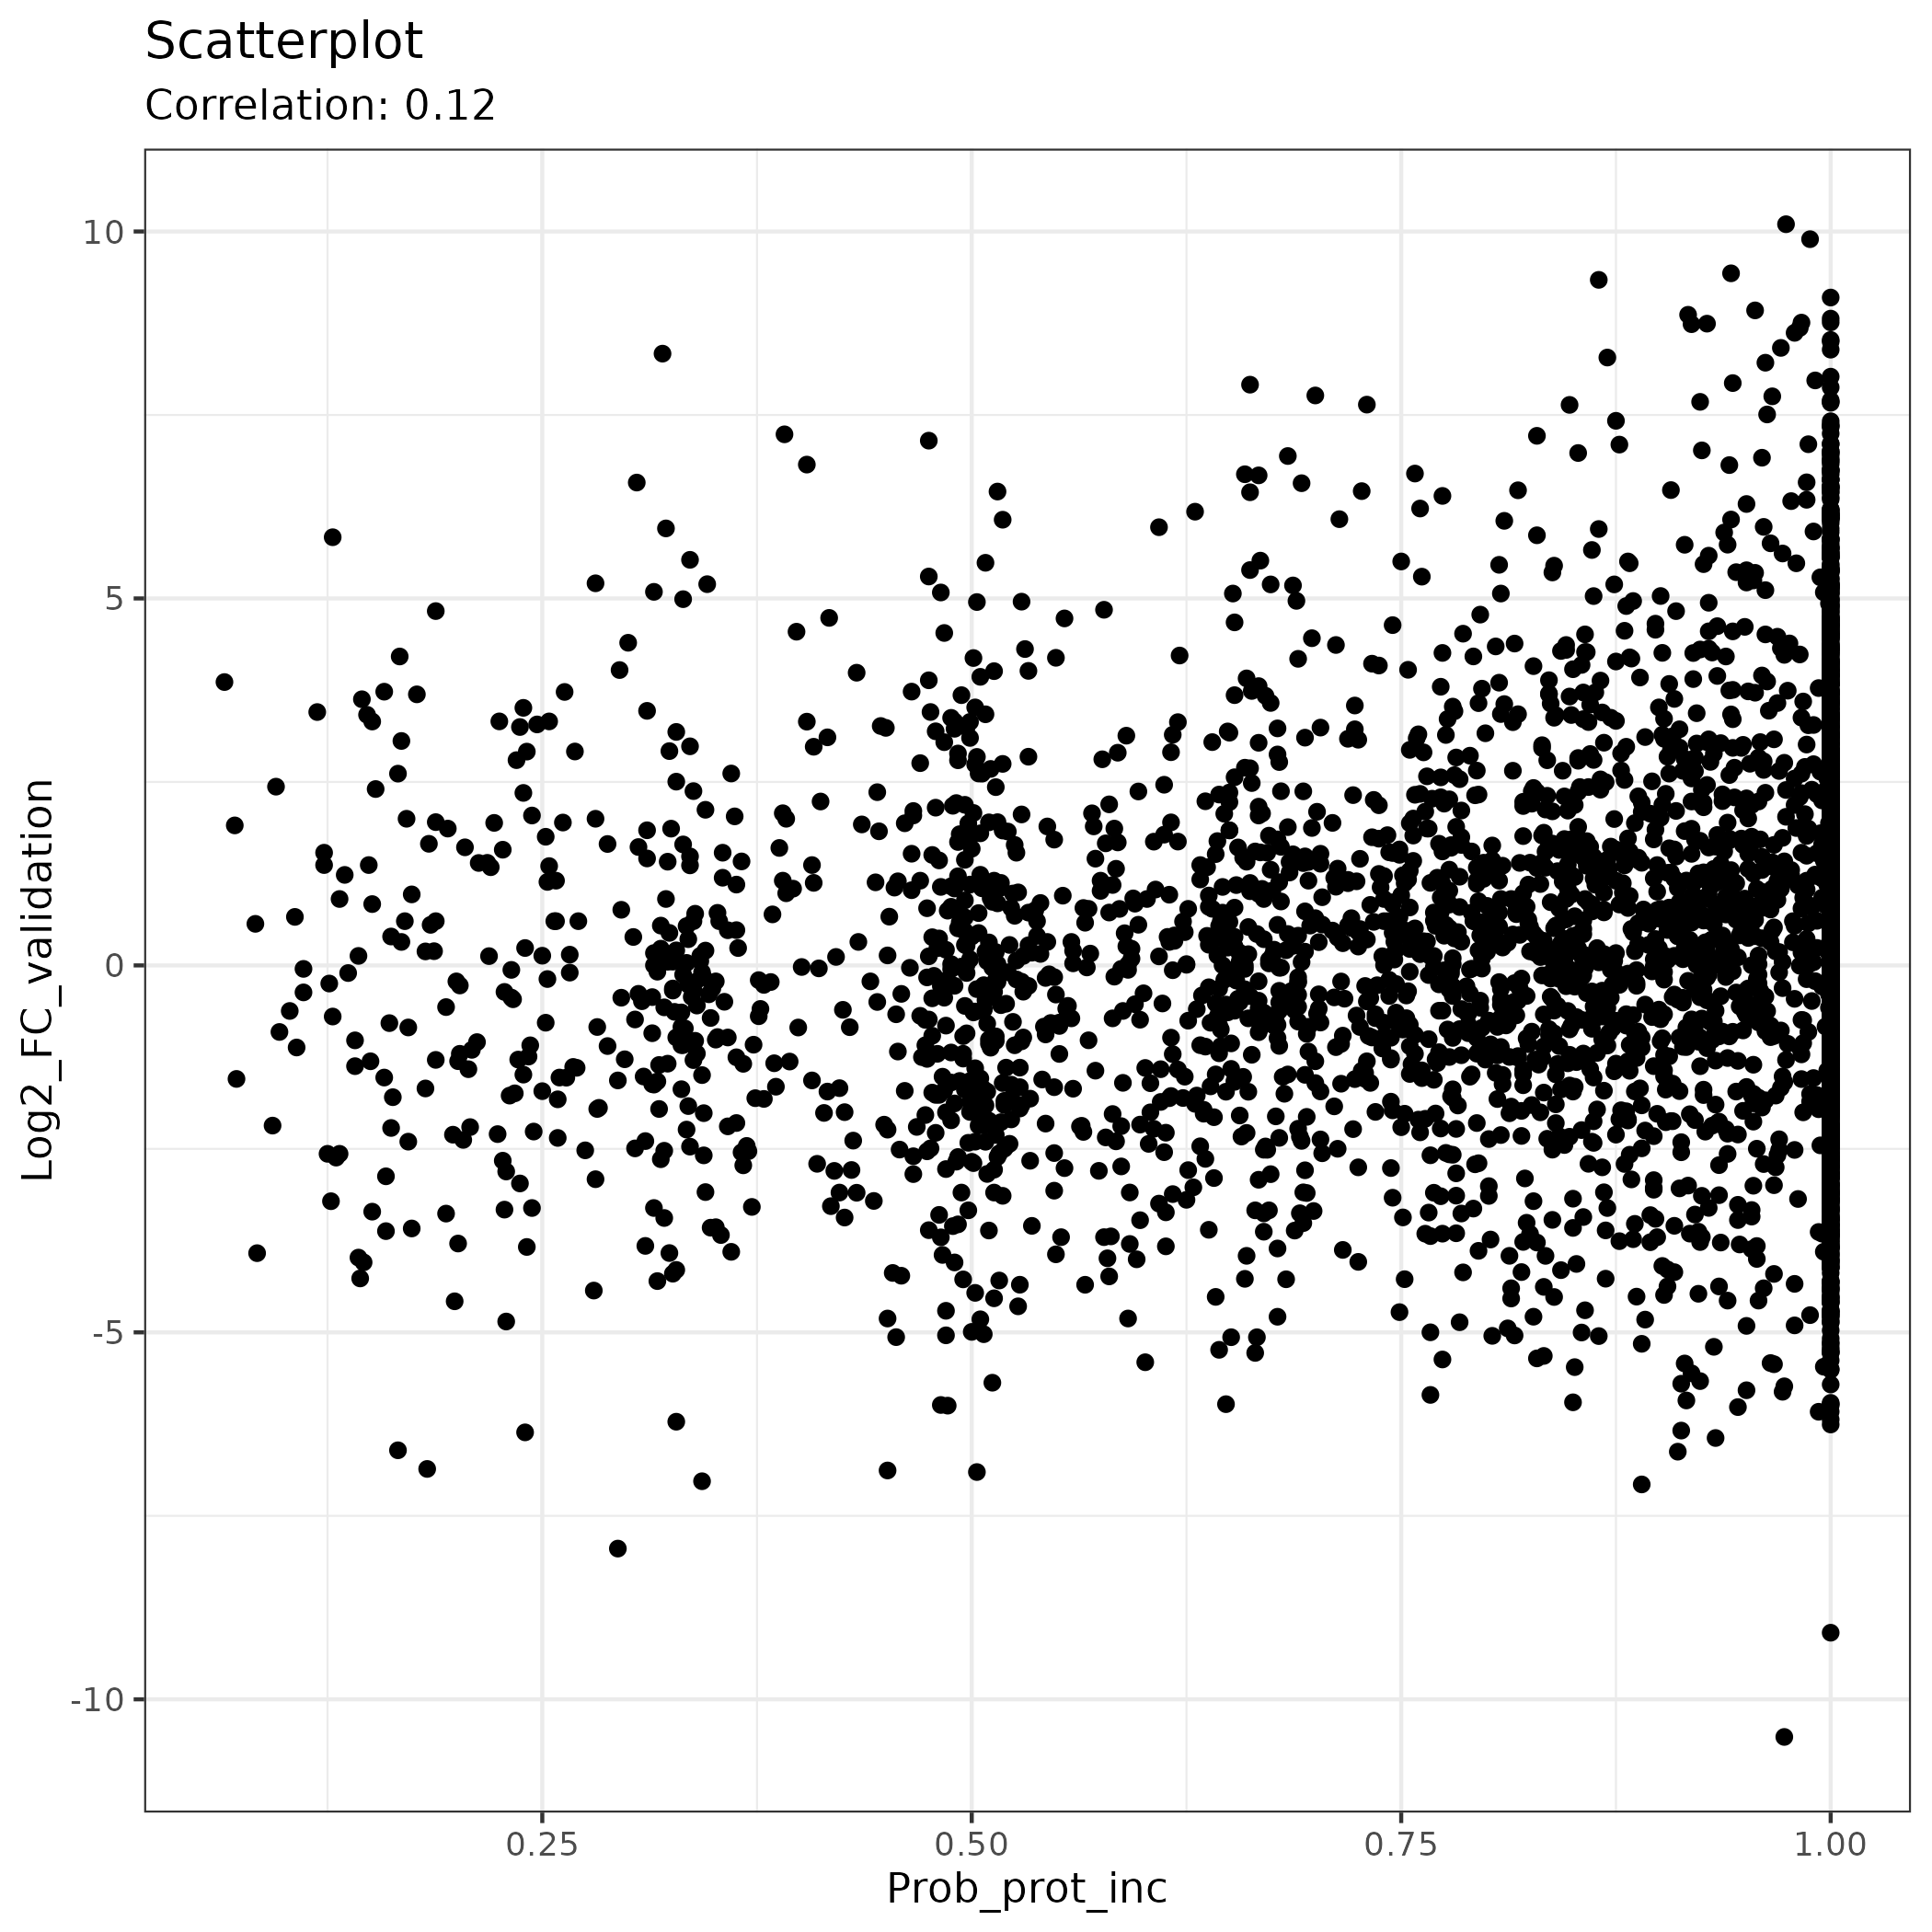 Scatterplot
Correlation: 0.12
10
5
0
-5
-10
Log2_FC_validation
0.25
0.50
0.75
1.00
Prob_prot_inc